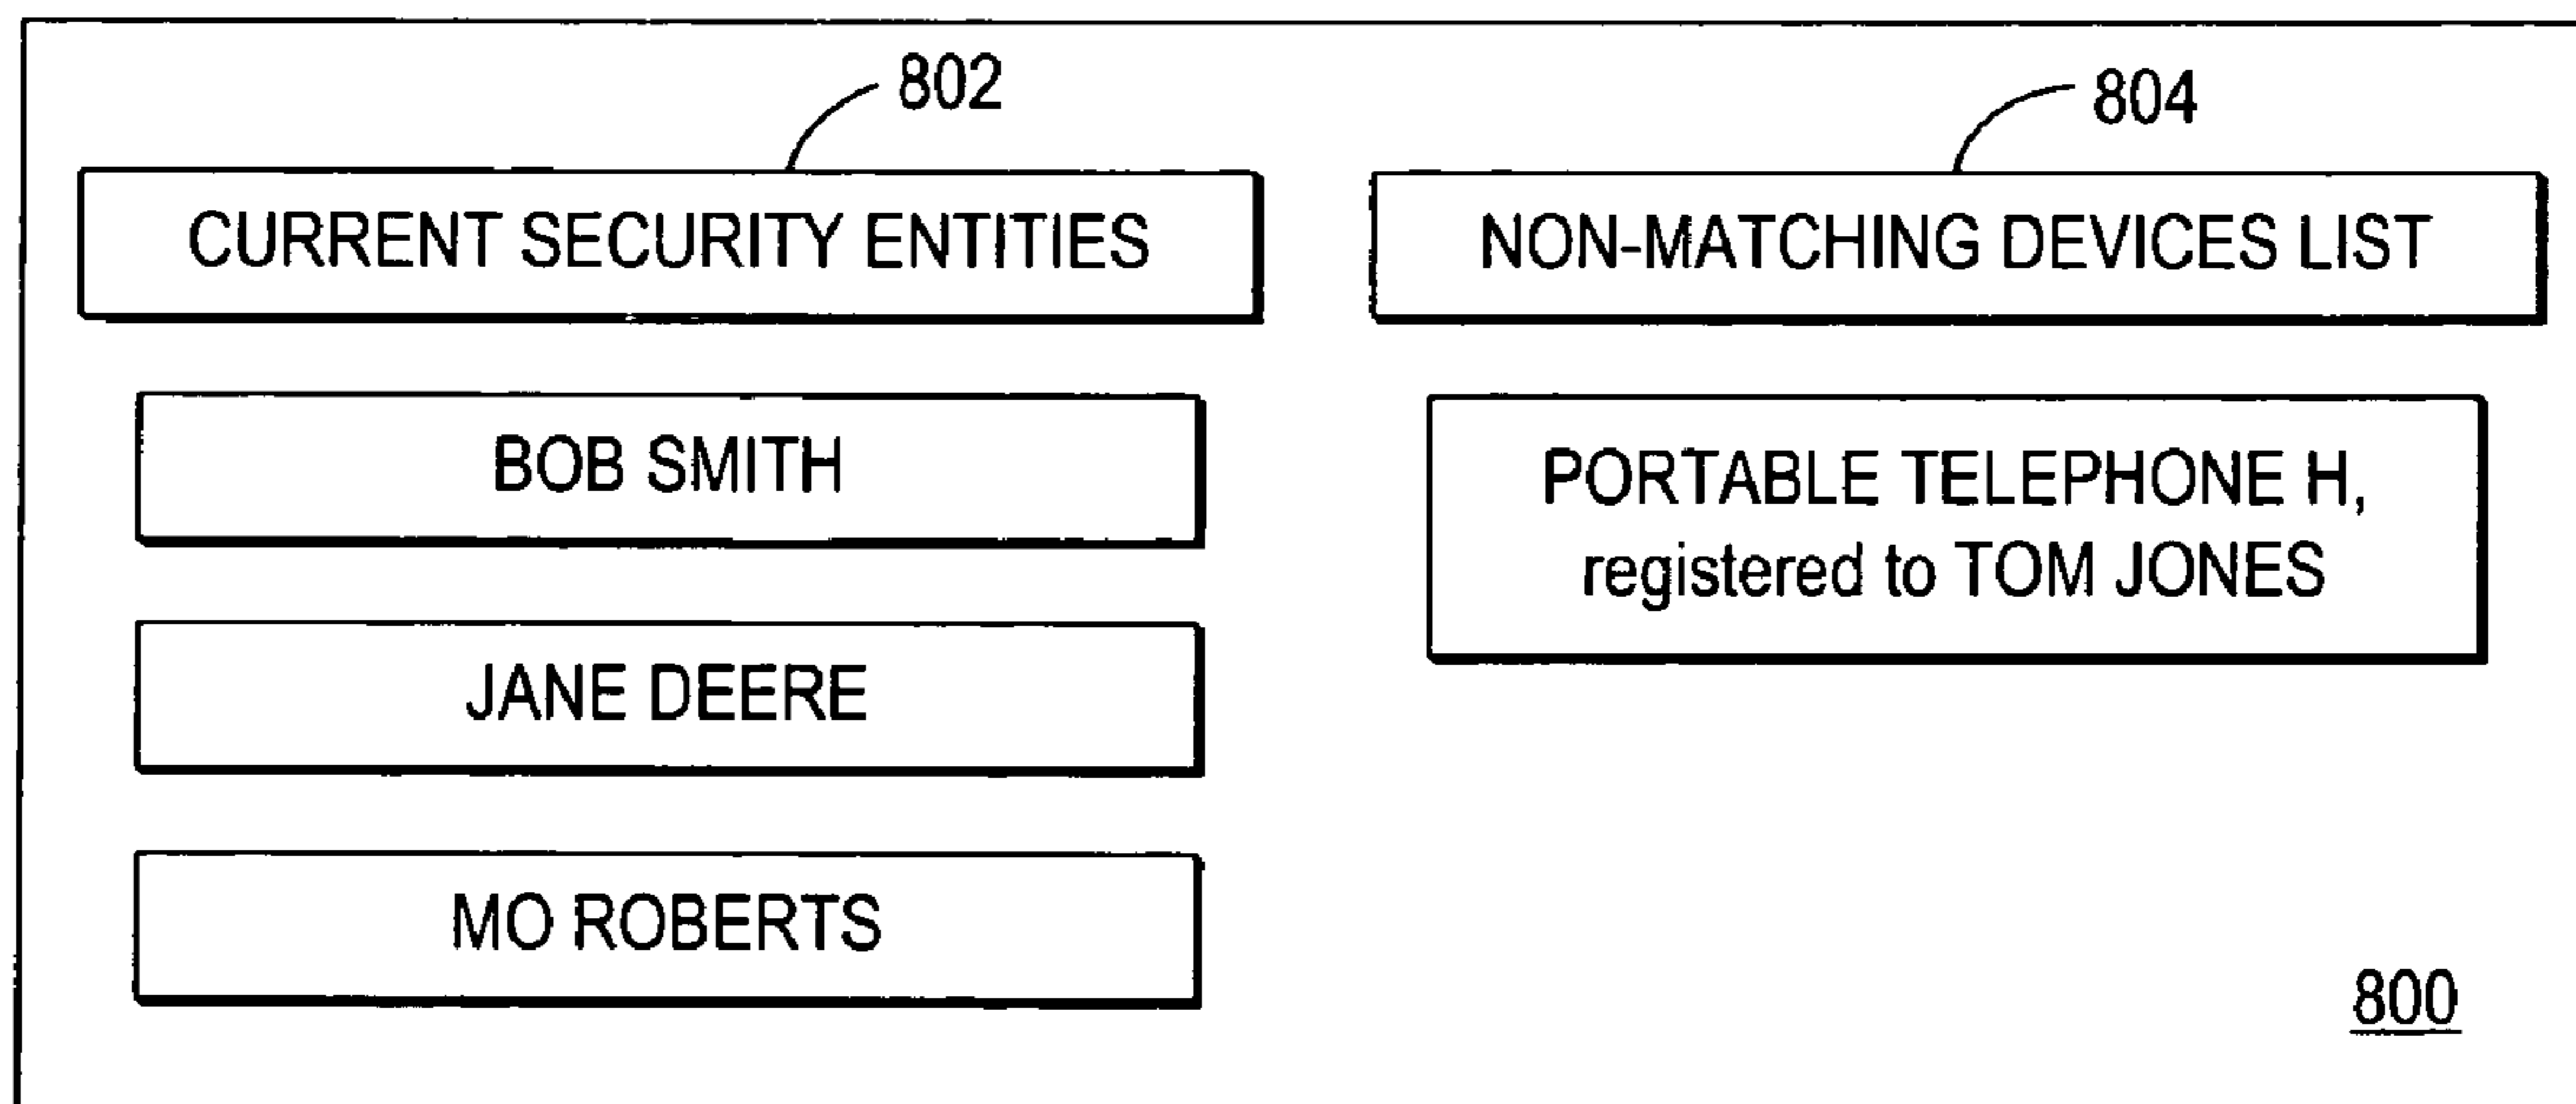 802
804
CURRENT SECURITY ENTITIES
NON-MATCHING DEVICES LIST
BOB SMITH
JANE DEERE
MO ROBERTS
PORTABLE TELEPHONE H,
registered to TOM JONES
800